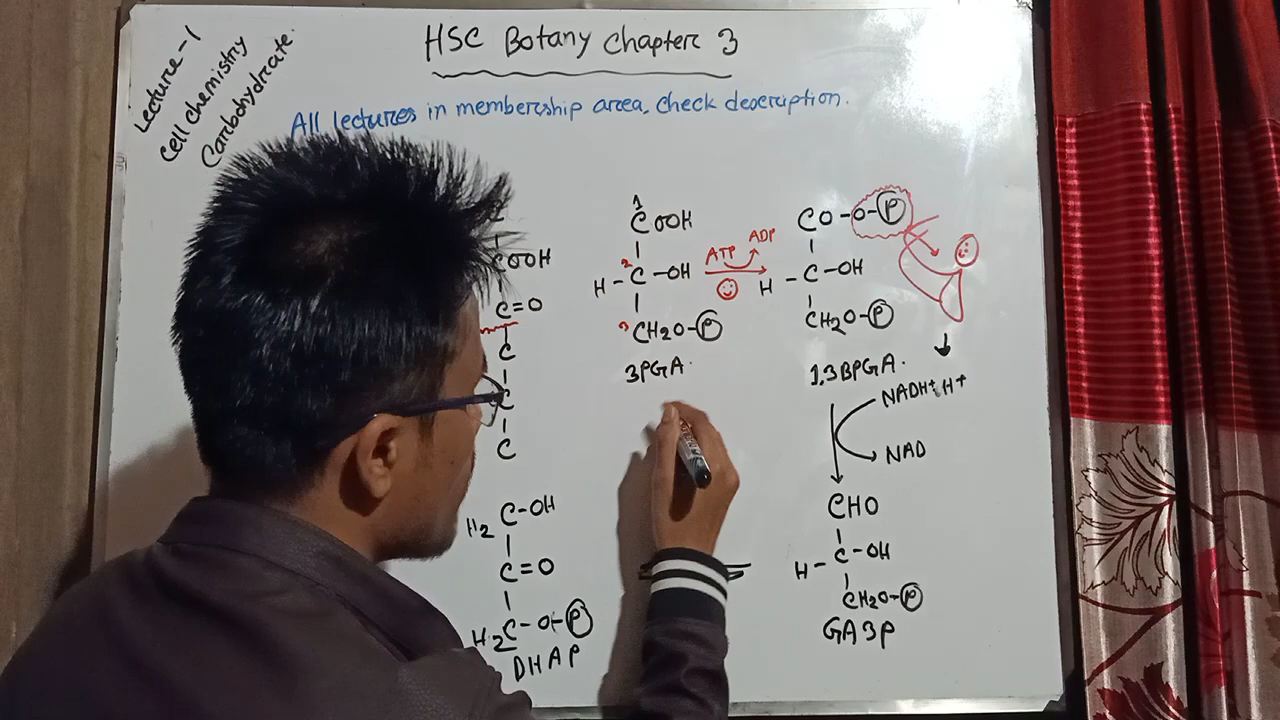 Lecture-1
Cell chemistry
Carbohydrate.
HSC Botany Chapter 3
All lectures in membership area, check description.
COOH
C=O
C
C
C
H2 C-OH
C=O
H2C-O-P
DHAP
1
COOH
2
H-C-OH
3
CH2O-P
3PGA.
ATP ADP
CO-O-P
H-C-OH
CH2O-P
1,3BPGA.
NADH+H+
NAD
CHO
H-C-OH
CH2O-P
GA3P